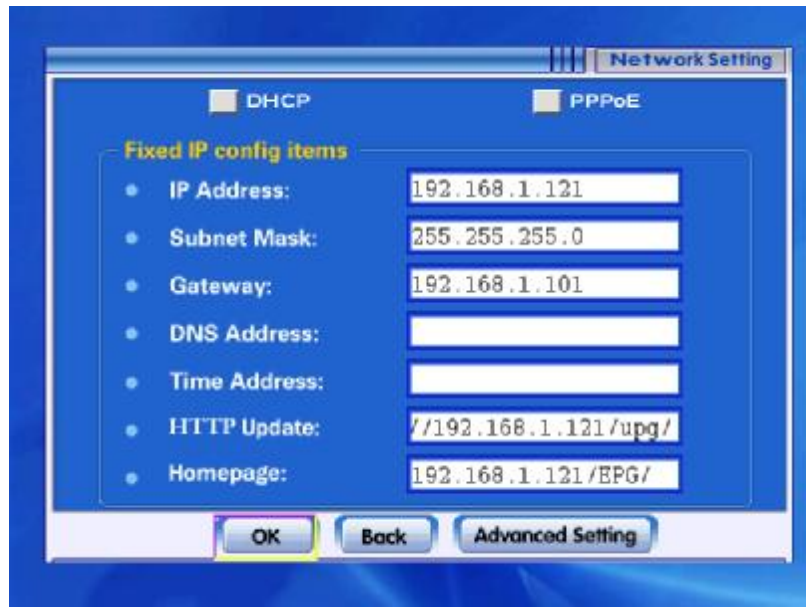 Network Setting
DHCP PPPoE
Fixed IP config items
IP Address: 192.168.1.121
Subnet Mask: 255.255.255.0
Gateway: 192.168.1.101
DNS Address:
Time Address:
HTTP Update: //192.168.1.121/upg/
Homepage: 192.168.1.121/EPG/
OK Back Advanced Setting